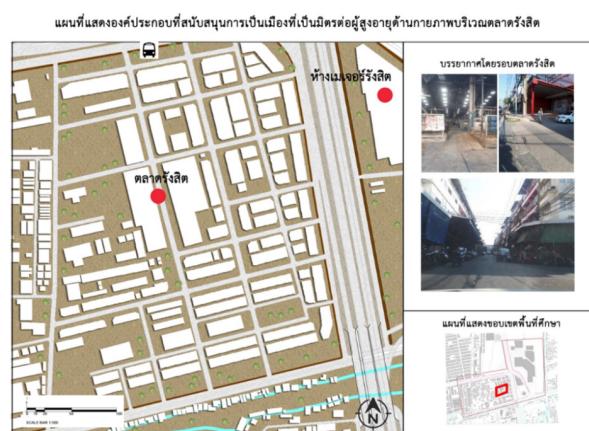 แผนที่แสดงองค์ประกอบที่สนับสนุนการเป็นเมืองที่เป็นมิตรต่อผู้สูงอายุด้านกายภาพบริเวณตลาดรังสิต
ห้างเมเจอร์รังสิต
ตลาดรังสิต
N
บรรยากาศโดยรอบตลาดรังสิต
แผนที่แสดงขอบเขตพื้นที่ศึกษา